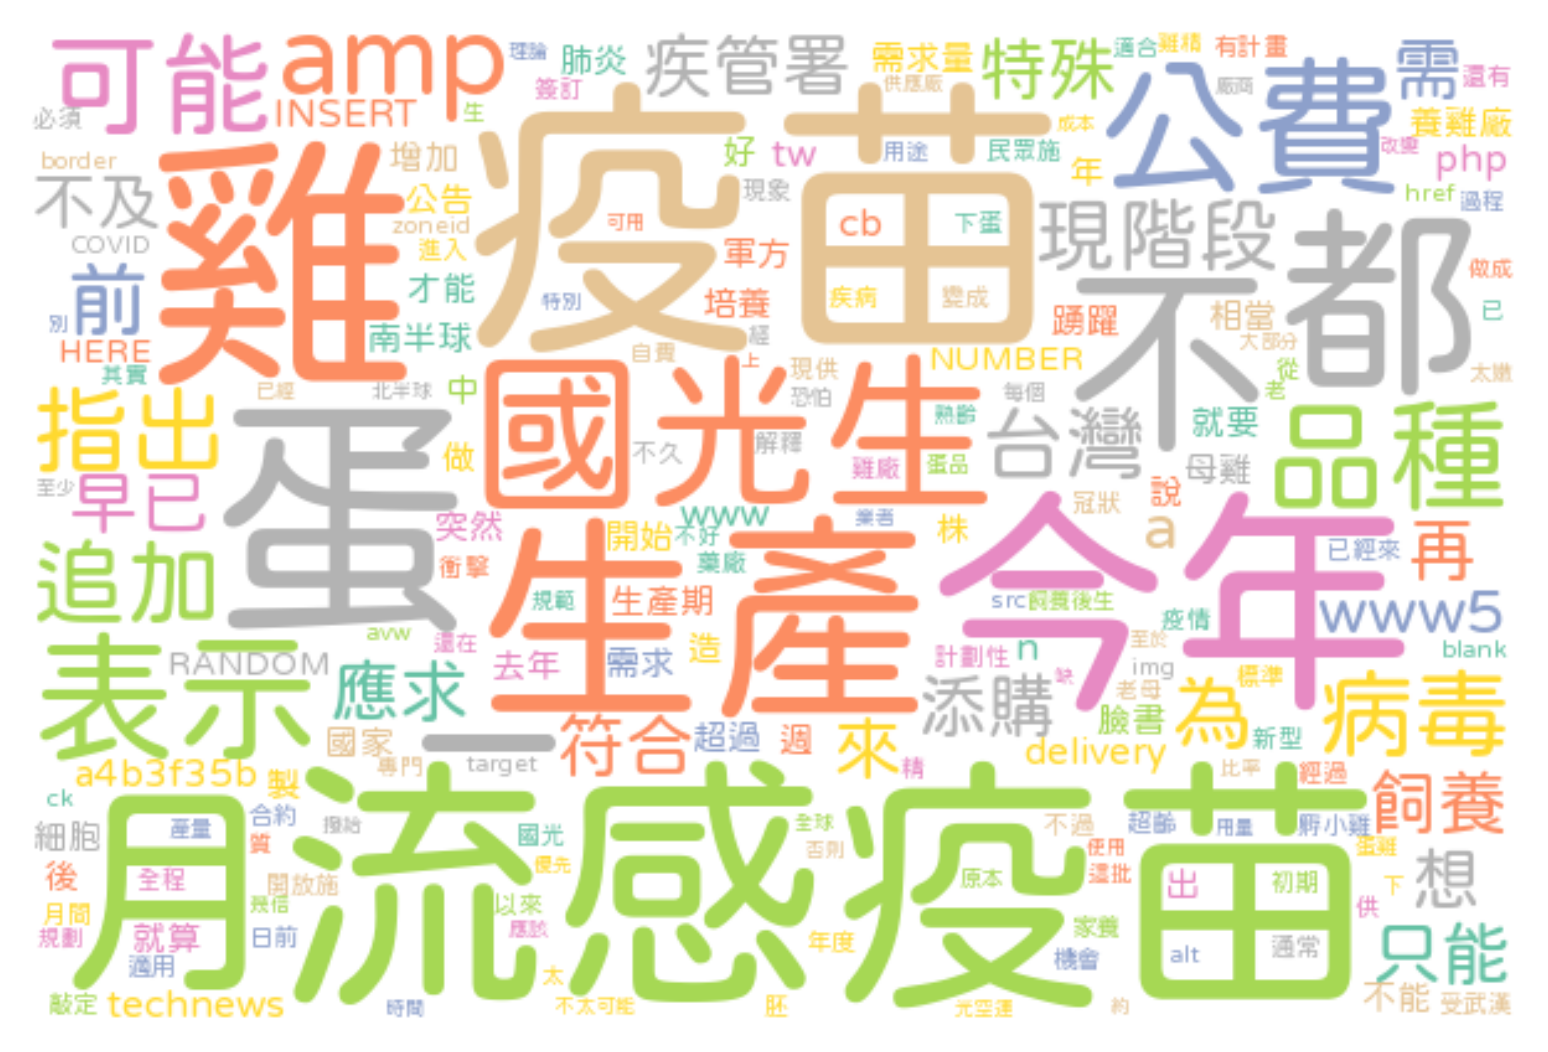 可能
amp
理論
肺炎
疾管署
需求量
特殊
適合
雞精
有計畫
需
還有
簽訂
供應廠
廠商
INSERT
生
必須
公費
養雞廠
疫苗
成本
border
雞
增加
好
tw
用途
民眾施
年
改變
php
不及
公告
現象
href
過程
COVID
zoneid
可用
cb
下蛋
現階段
都
進入
軍方
不
前
才能
特別
培養
疾病
變成
踴躍
相當
做成
別
南半球
經
已
HERE
自費
上
現供
NUMBER
大部分
其實
已經
北半球
中
國光生
恐怕
每個
從
老
太嫩
指出
蛋
熟齡
台灣
就要
品種
做
不久
解釋
雞廠
蛋品
母雞
至少
早已
突然
www
業者
冠狀
說
a
株
今年
開始
不好
已經來
再
追加
衝擊
生產
藥廠
規範
生產期
src
飼養後生
www5
avw
還在
疫情
表示
RANDOM
應求
去年
需求
造
計劃性
n
至於
img
缺
blank
標準
添購
老母
臉書
為
病毒
國家
一
符合
超過
週
來
delivery
新型
專門
target
精
a4b3f35b
製
比率
經過
飼養
ck
月流感疫苗
合約
產量
撥給
國光
全球
不過
超齡
用量
孵小雞
細胞
質
優先
否則
使用
蛋雞
後
全程
開放施
原本
這批
出
初期
想
下
月間
幾倍
以來
供
規劃
就算
日前
應該
年度
家養
alt
通常
只能
適用
太
機會
敲定
technews
時間
不太可能
胚
元空運
約
不能
受武漢